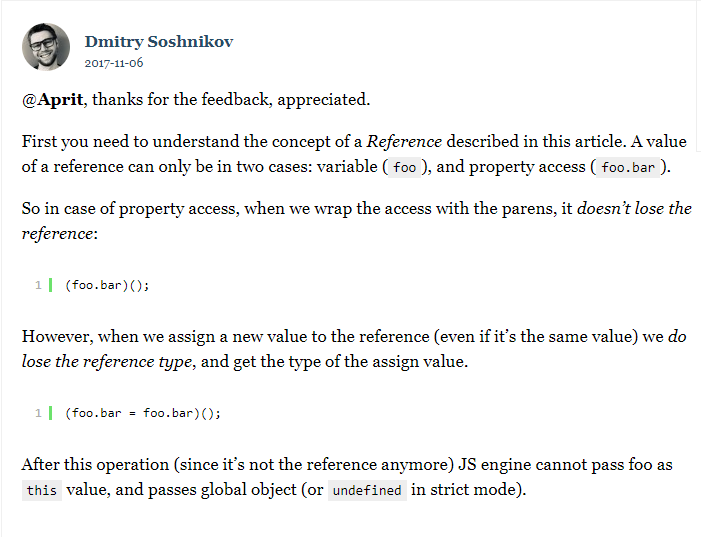 Dmitry Soshnikov
2017-11-06
@Aprit, thanks for the feedback, appreciated.
First you need to understand the concept of a Reference described in this article. A value
of a reference can only be in two cases: variable ( foo ), and property access ( foo.bar ).
So in case of property access, when we wrap the access with the parens, it doesn’t lose the
reference:
1 (foo.bar)();
However, when we assign a new value to the reference (even if it’s the same value) we do
lose the reference type, and get the type of the assign value.
1 (foo.bar = foo.bar)();
After this operation (since it’s not the reference anymore) JS engine cannot pass foo as
this value, and passes global object (or undefined in strict mode).